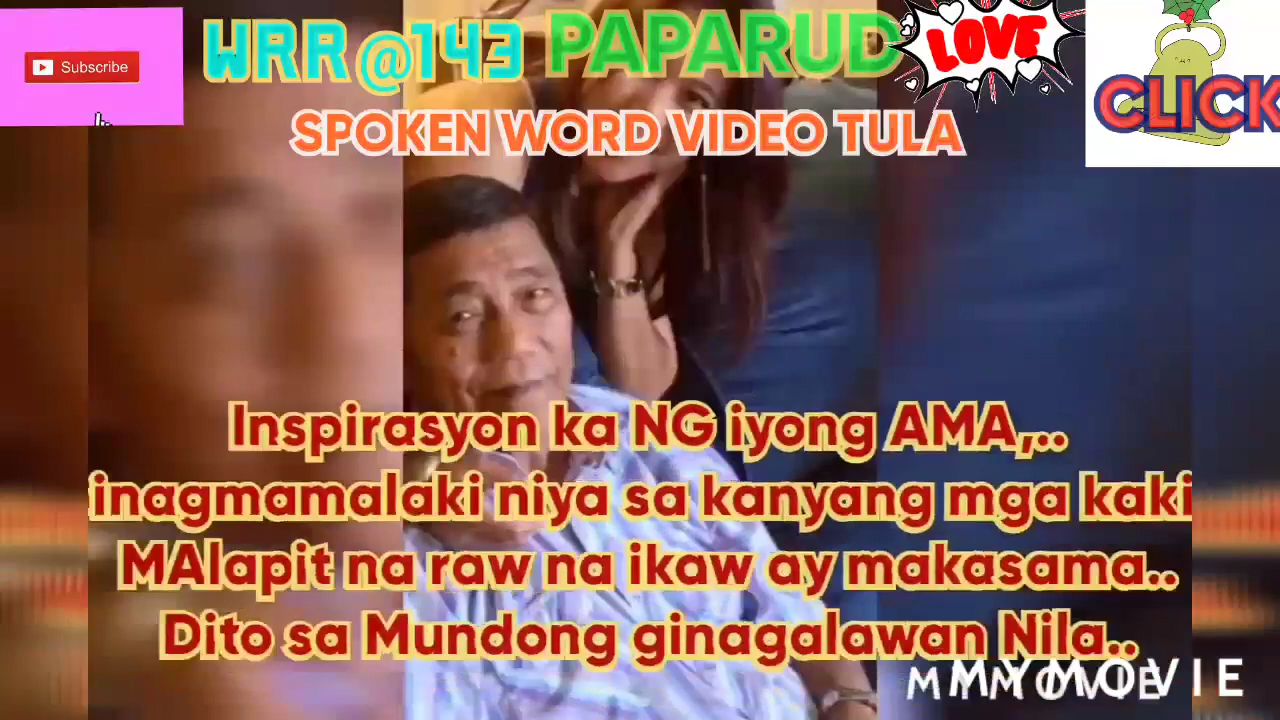 Subscribe
WRR @143 PAPARUD
LOVE
CLICK
SPOKEN WORD VIDEO TULA
Inspirasyon ka NG iyong AMA,..
inagmamalaki niya sa kanyang mga kaki
MAlapit na raw na ikaw ay makasama..
Dito sa Mundong ginagalawan Nila..
MYMOVIE
MYMOVIE